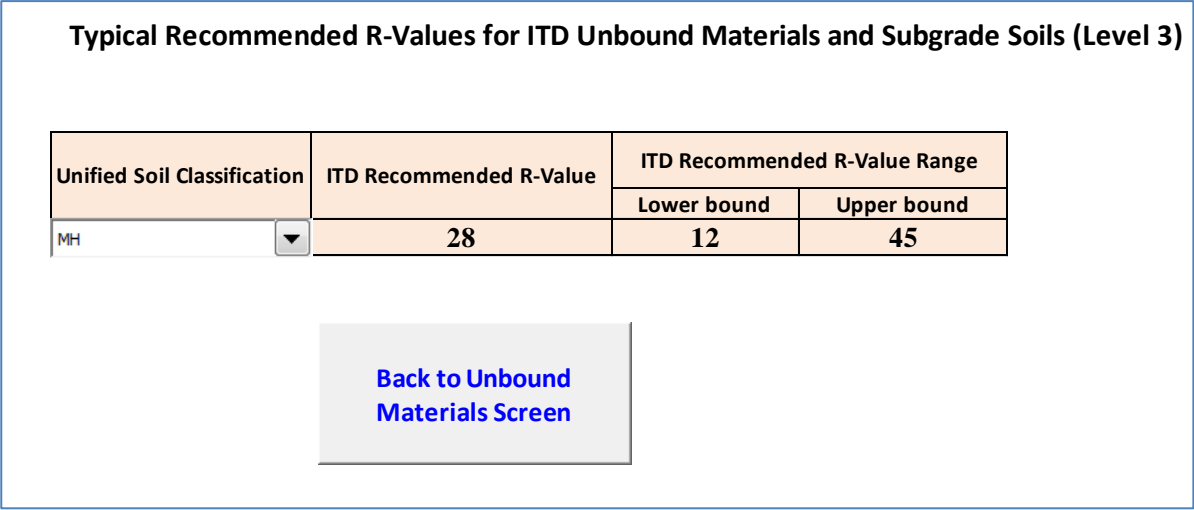 Typical Recommended R-Values for ITD Unbound Materials and Subgrade Soils (Level 3)
Unified Soil Classification
ITD Recommended R-Value
ITD Recommended R-Value Range
Lower bound
Upper bound
MH
28
12
45
Back to Unbound
Materials Screen